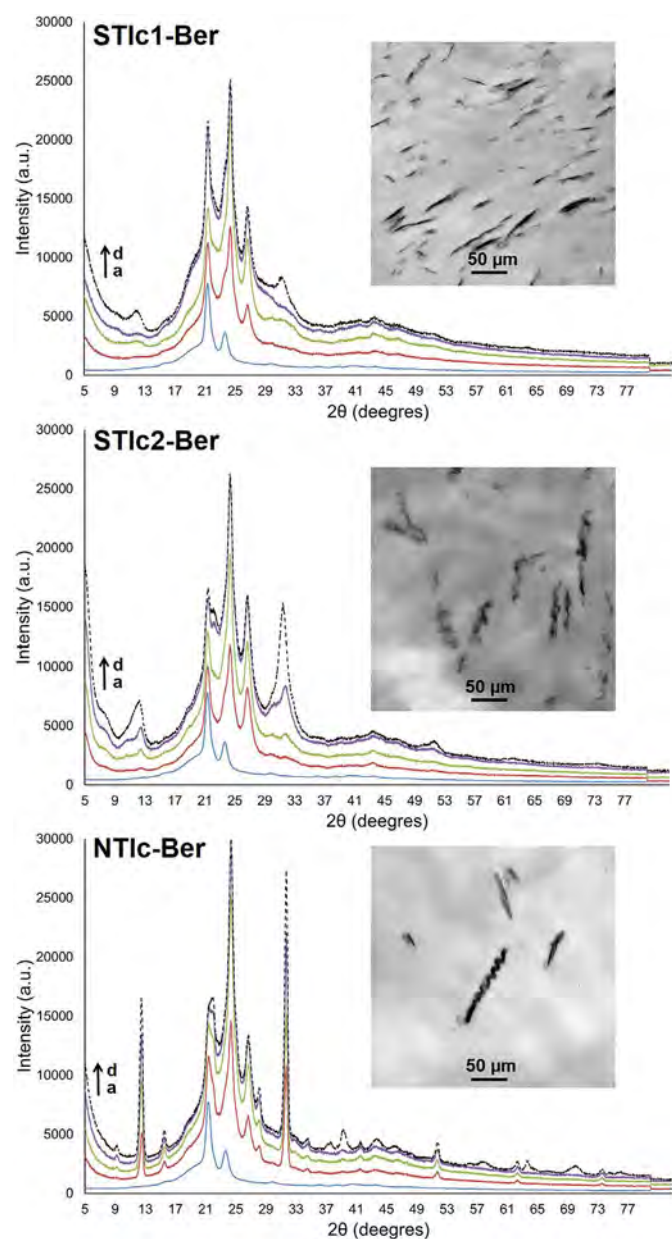 STIc1-Ber
30000
25000
20000
15000
10000
5000
0
Intensity (a.u.)
d
a
50 µm
5 9 13 17 21 25 29 33 37 41 45 49 53 57 61 65 69 73 77
2θ (deegres)
STIc2-Ber
30000
25000
20000
15000
10000
5000
0
Intensity (a.u.)
d
a
50 µm
5 9 13 17 21 25 29 33 37 41 45 49 53 57 61 65 69 73 77
2θ (deegres)
NTIc-Ber
30000
25000
20000
15000
10000
5000
0
Intensity (a.u.)
d
a
50 µm
5 9 13 17 21 25 29 33 37 41 45 49 53 57 61 65 69 73 77
2θ (deegres)